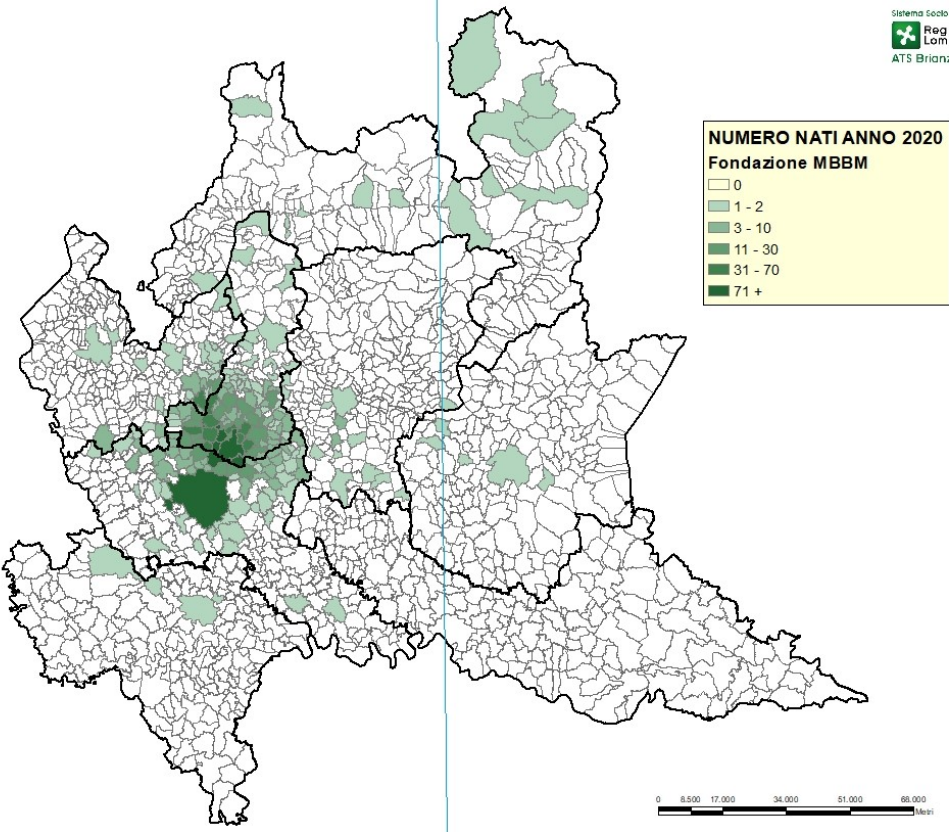 Sistema Socio
Reg
Lom
ATS Brianz
NUMERO NATI ANNO 2020
Fondazione MBBM
0
1 - 2
3 - 10
11 - 30
31 - 70
71 +
0 8.500 17.000 34.000 51.000 68.000
Metri